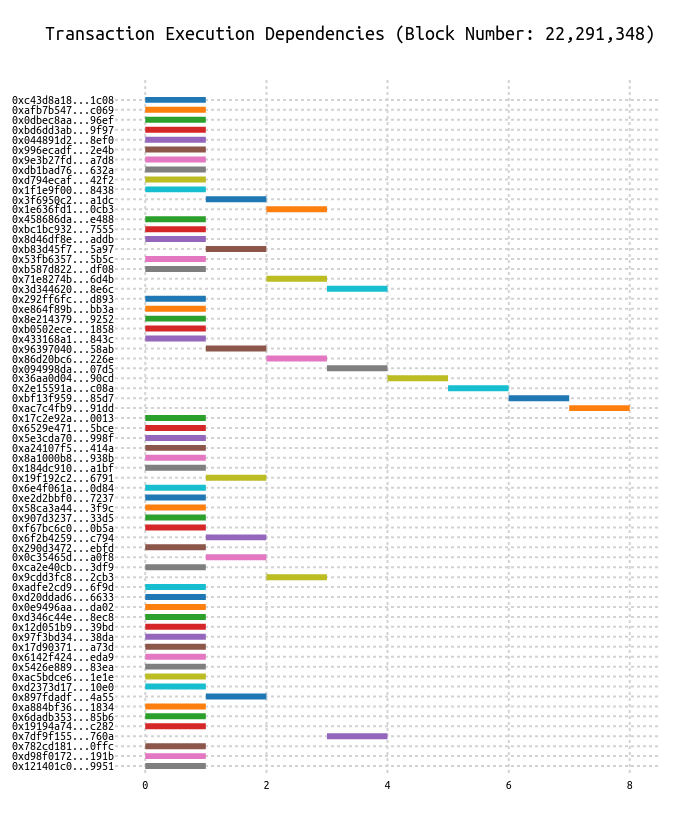 Transaction Execution Dependencies (Block Number: 22,291,348)
0xc43d8a18...1c08
0xafb7b547...c069
0x0dbec8aa...96ef
0xbd6dd3ab...9f97
0x044891d2...8ef0
0x996ecadf...2e4b
0x9e3b27fd...a7d8
0xdb1bad76...632a
0xd794ecaf...42f2
0x1f1e9f00...8438
0x3f6950c2...a1dc
0x1e636fd1...0cb3
0x458686da...e488
0xbc1bc932...7555
0x8d46df8e...addb
0xb83d45f7...5a97
0x53fb6357...5b5c
0xb587d822...df08
0x71e8274b...6d4b
0x3d344620...8e6c
0x292ff6fc...d893
0xe864f89b...bb3a
0x8e214379...9252
0xb0502ece...1858
0x433168a1...843c
0x96397040...58ab
0x86d20bc6...226e
0x094998da...07d5
0x36aa0d04...90cd
0x2e15591a...c08a
0xbf13f959...85d7
0xac7c4fb9...91dd
0x17c2e92a...0013
0x6529e471...5bce
0x5e3cda70...998f
0xa24107f5...414a
0x8a1000b8...938b
0x184dc910...a1bf
0x19f192c2...6791
0x6e4f061a...0d84
0xe2d2bbf0...7237
0x58ca3a44...3f9c
0x907d3237...33d5
0xf67bc6c0...0b5a
0x6f2b4259...c794
0x290d3472...ebfd
0x0c35465d...a0f8
0xca2e40cb...3df9
0x9cdd3fc8...2cb3
0xadfe2cd9...6f9d
0xd20ddad6...6633
0x0e9496aa...da02
0xd346c44e...8ec8
0x12d051b9...39bd
0x97f3bd34...38da
0x17d90371...a73d
0x6142f424...eda9
0x5426e889...83ea
0xac5bdce6...1e1e
0xd2373d17...10e0
0x897fdadf...4a55
0xa884bf36...1834
0x6dadb353...85b6
0x19194a74...c282
0x7df9f155...760a
0x782cd181...0ffc
0xd98f0172...191b
0x121401c0...9951
0 2 4 6 8